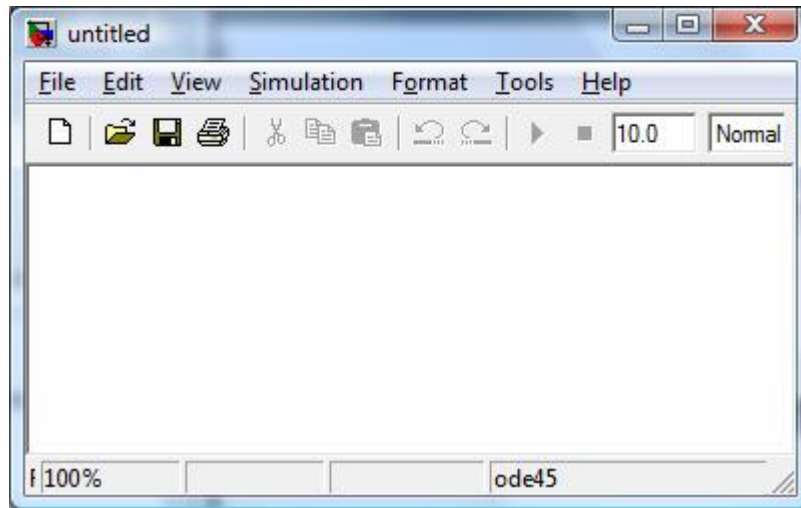 untitled
File Edit View Simulation Format Tools Help
10.0 Normal
100% ode45